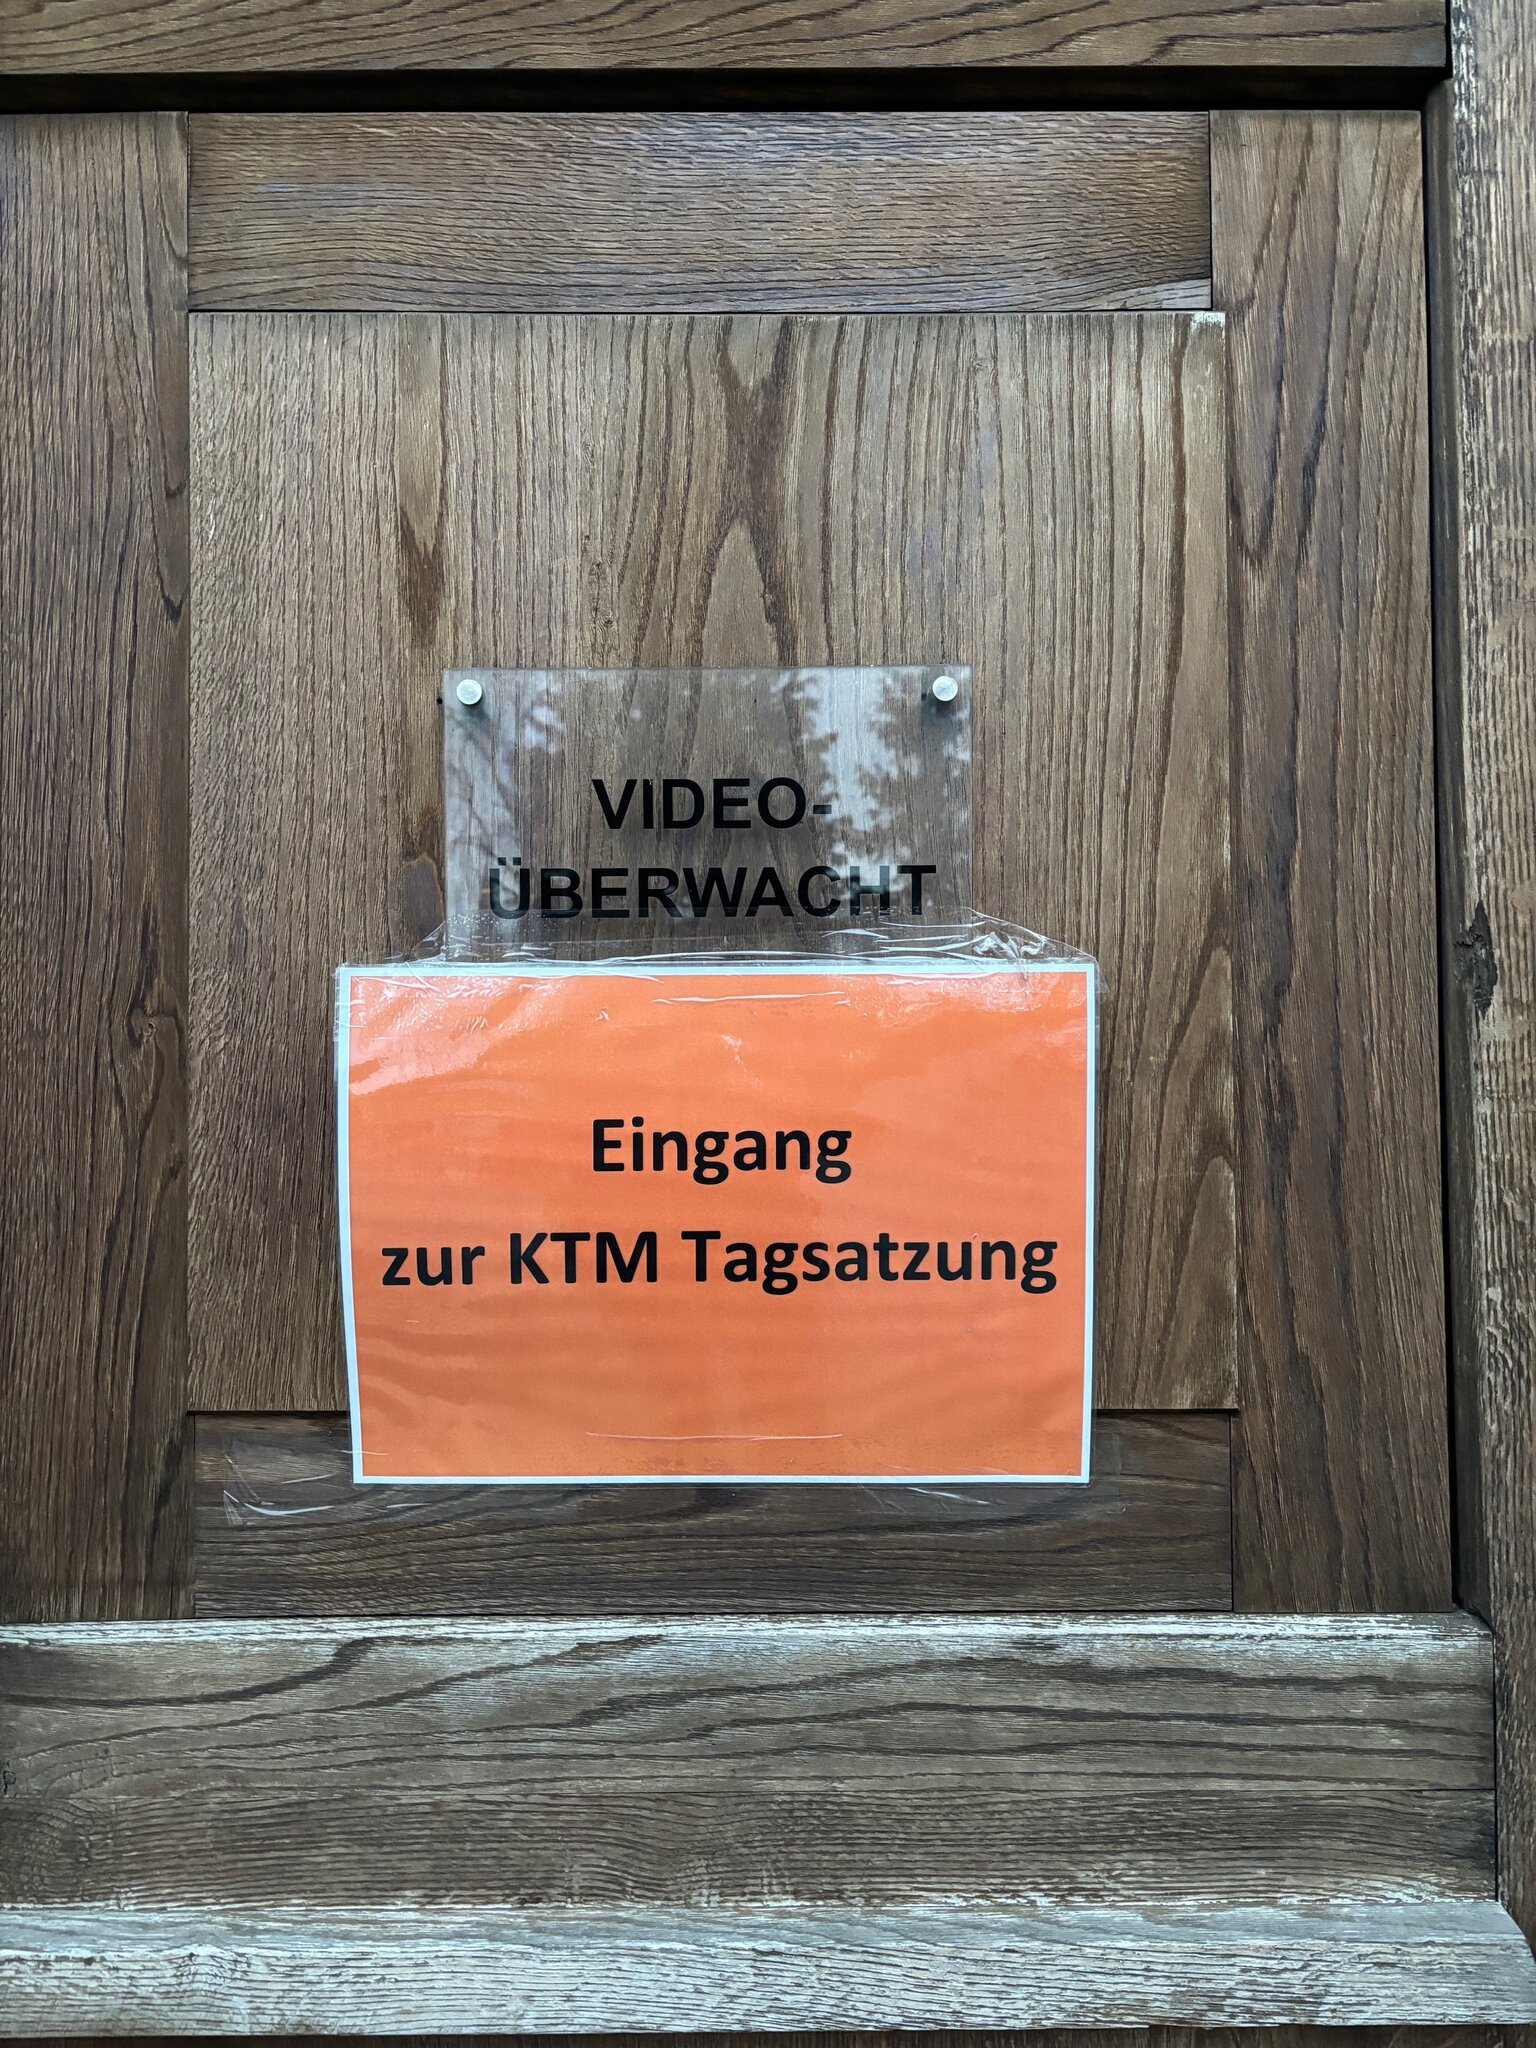 VIDEO-
ÜBERWACHT
Eingang
zur KTM Tagsatzung